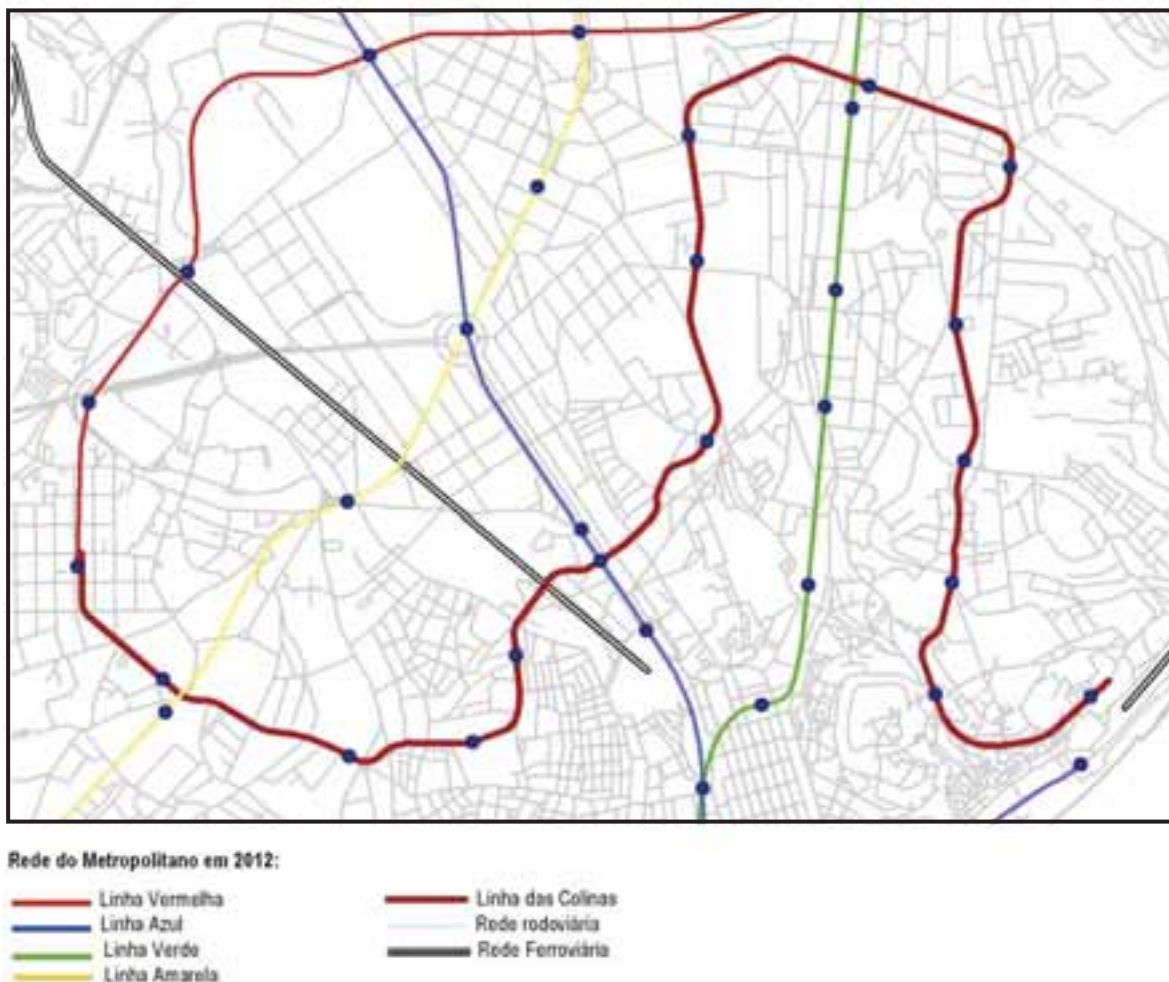 Rede do Metropolitano em 2012:
Linha Vermelha
Linha Azul
Linha Verde
Linha Amarela
Linha das Colinas
Rede rodoviária
Rede Ferroviária